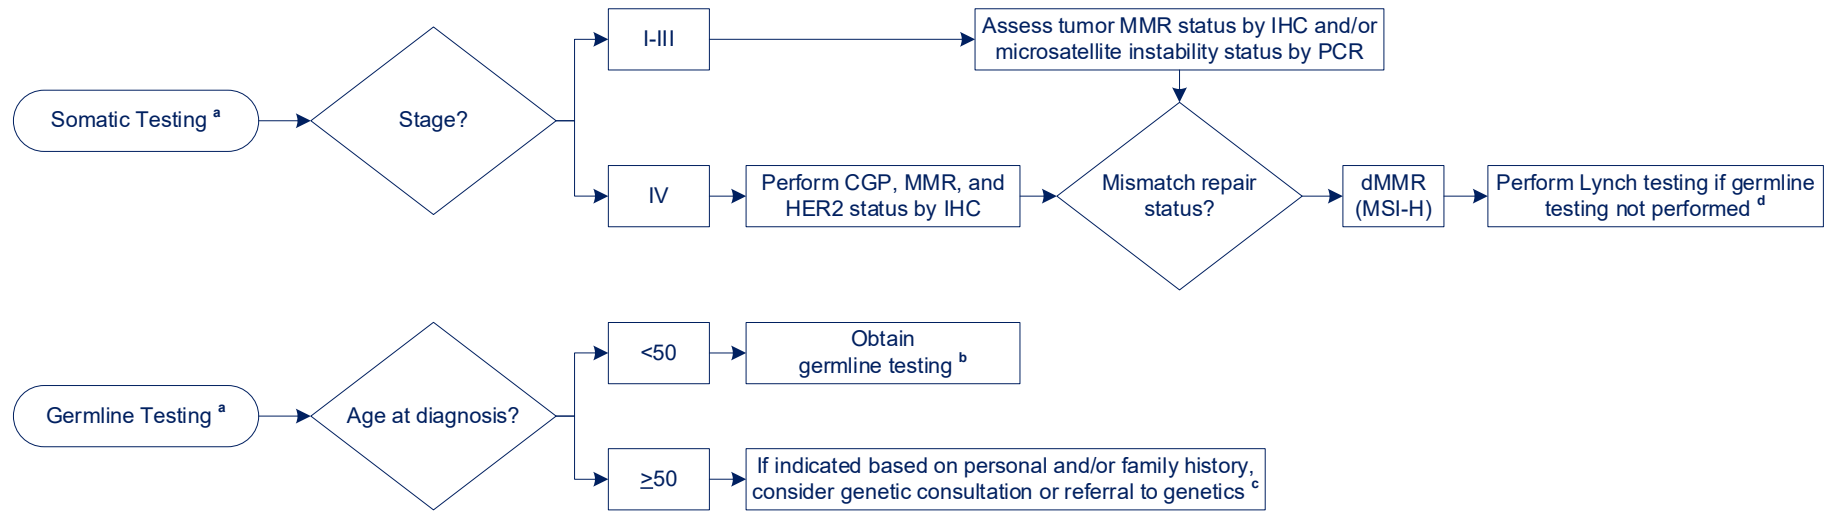 Somatic Testing a
Stage?
I-III
Assess tumor MMR status by IHC and/or
microsatellite instability status by PCR
IV
Perform CGP, MMR, and
HER2 status by IHC
Mismatch repair
status?
dMMR
(MSI-H)
Perform Lynch testing if germline
testing not performed d
Germline Testing a
Age at diagnosis?
<50
Obtain
germline testing b
≥50
If indicated based on personal and/or family history,
consider genetic consultation or referral to genetics c